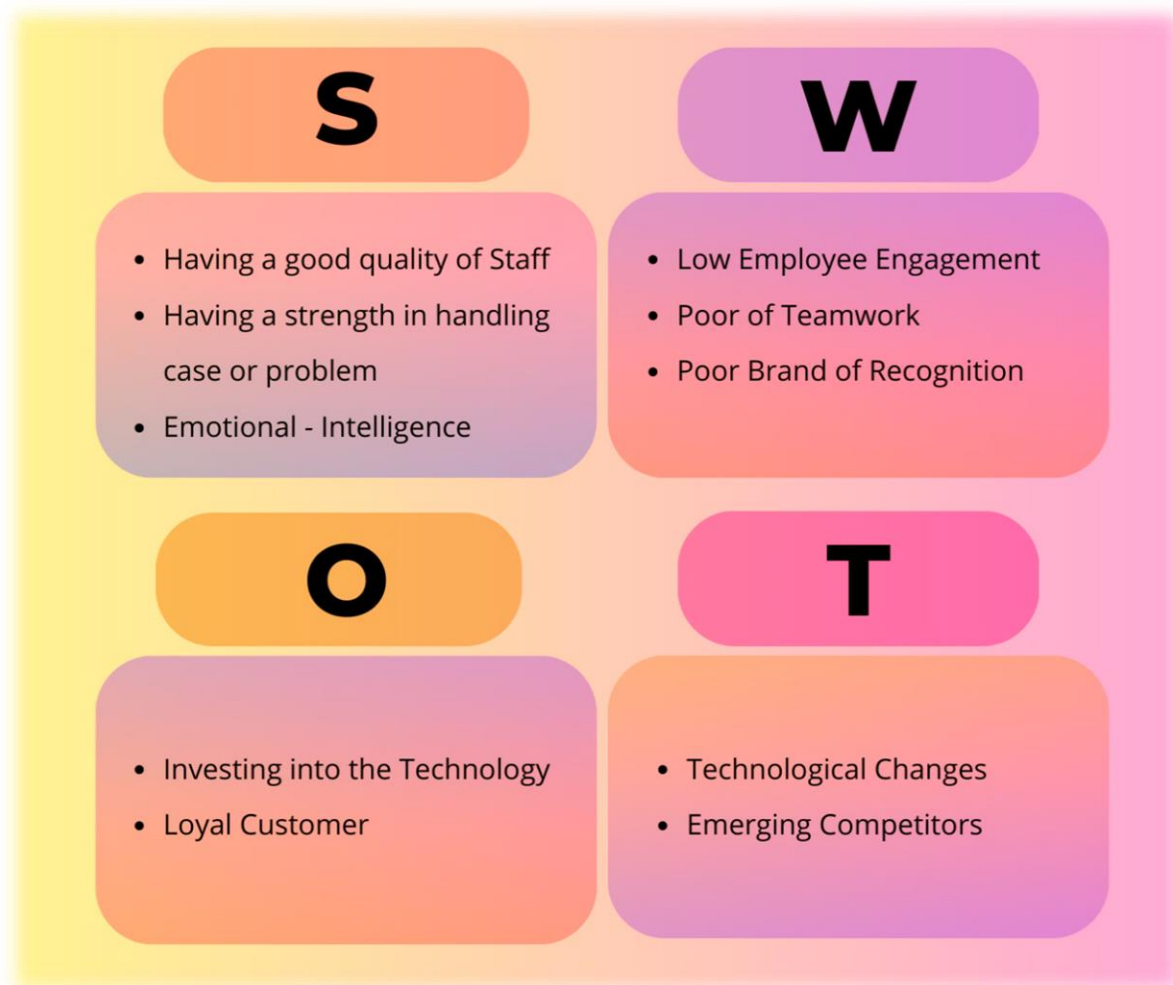 S
• Having a good quality of Staff
• Having a strength in handling
case or problem
• Emotional - Intelligence
W
• Low Employee Engagement
• Poor of Teamwork
• Poor Brand of Recognition
O
• Investing into the Technology
• Loyal Customer
T
• Technological Changes
• Emerging Competitors